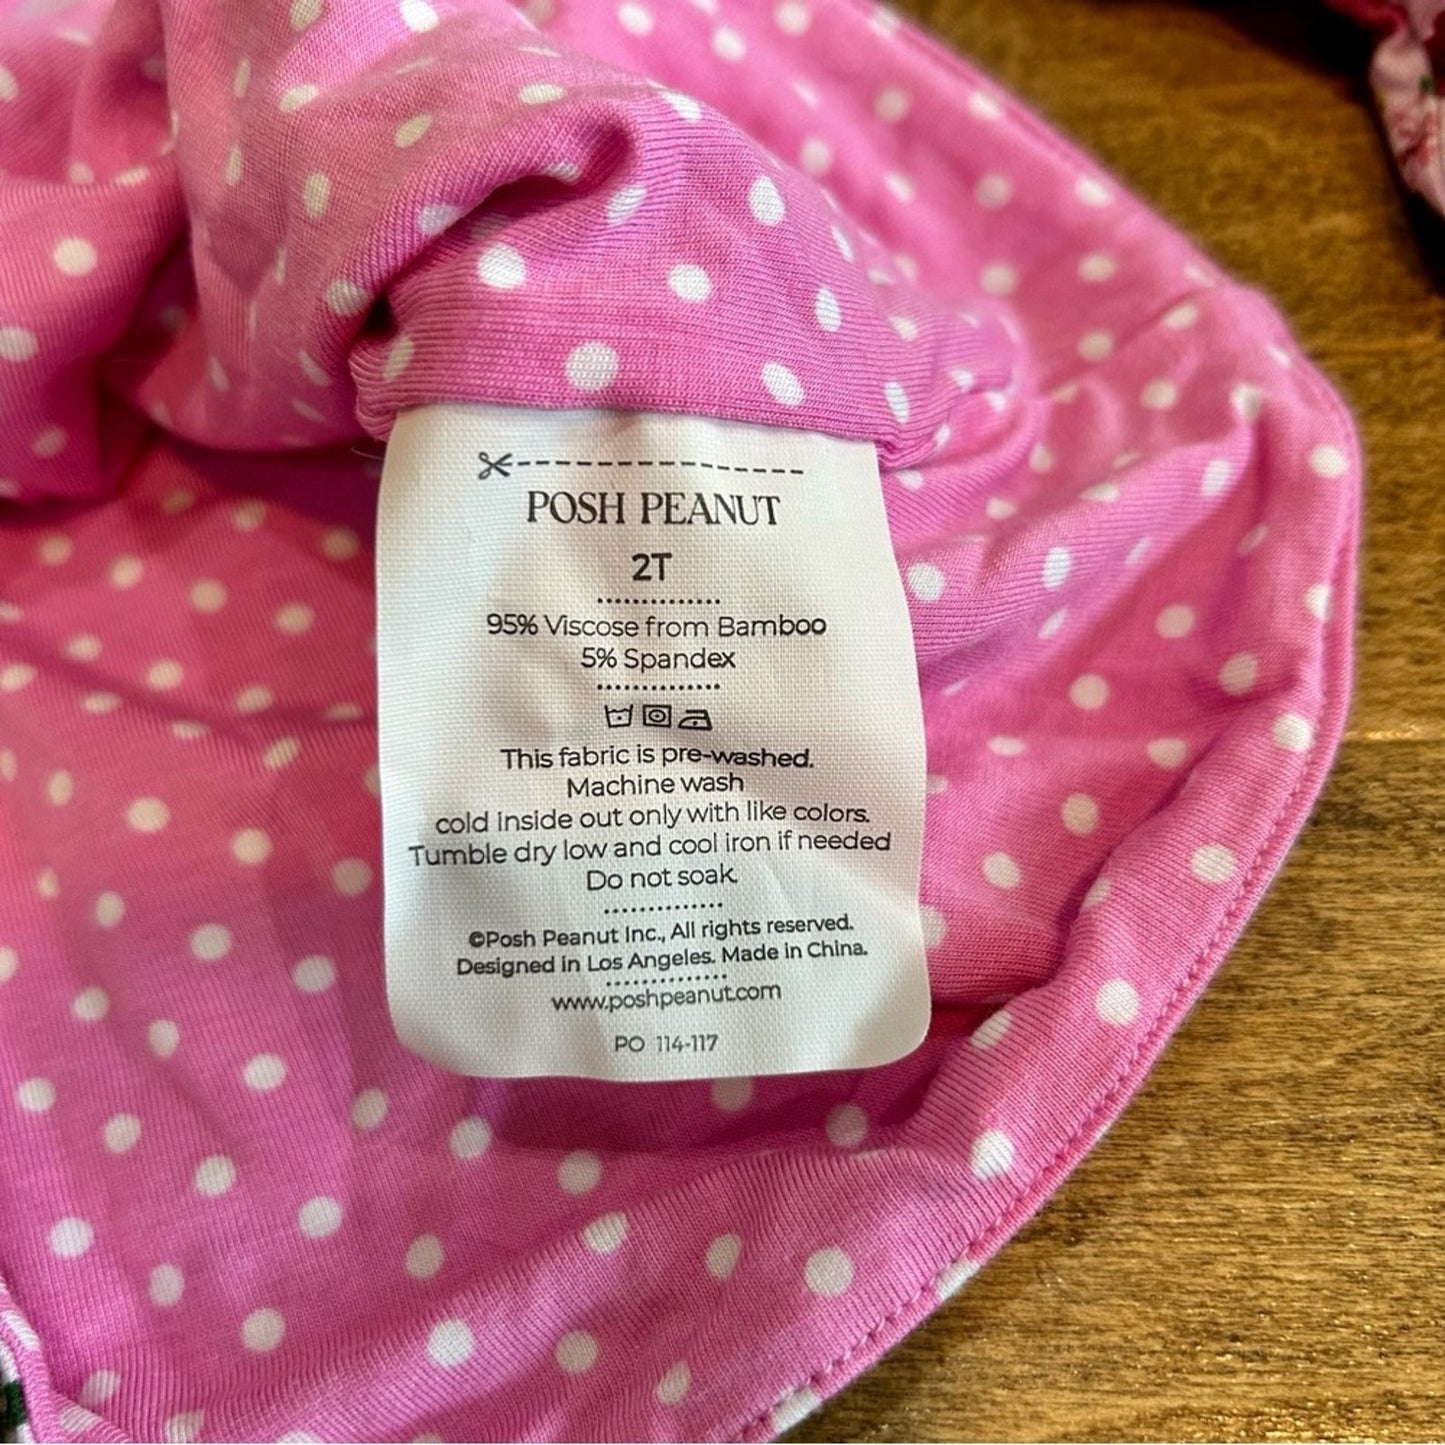 POSH PEANUT
2T
95% Viscose from Bamboo
5% Spandex
This fabric is pre-washed.
Machine wash
cold inside out only with like colors.
Tumble dry low and cool iron if needed
Do not soak.
©Posh Peanut Inc., All rights reserved.
Designed in Los Angeles. Made in China.
www.poshpeanut.com
PO 114-117